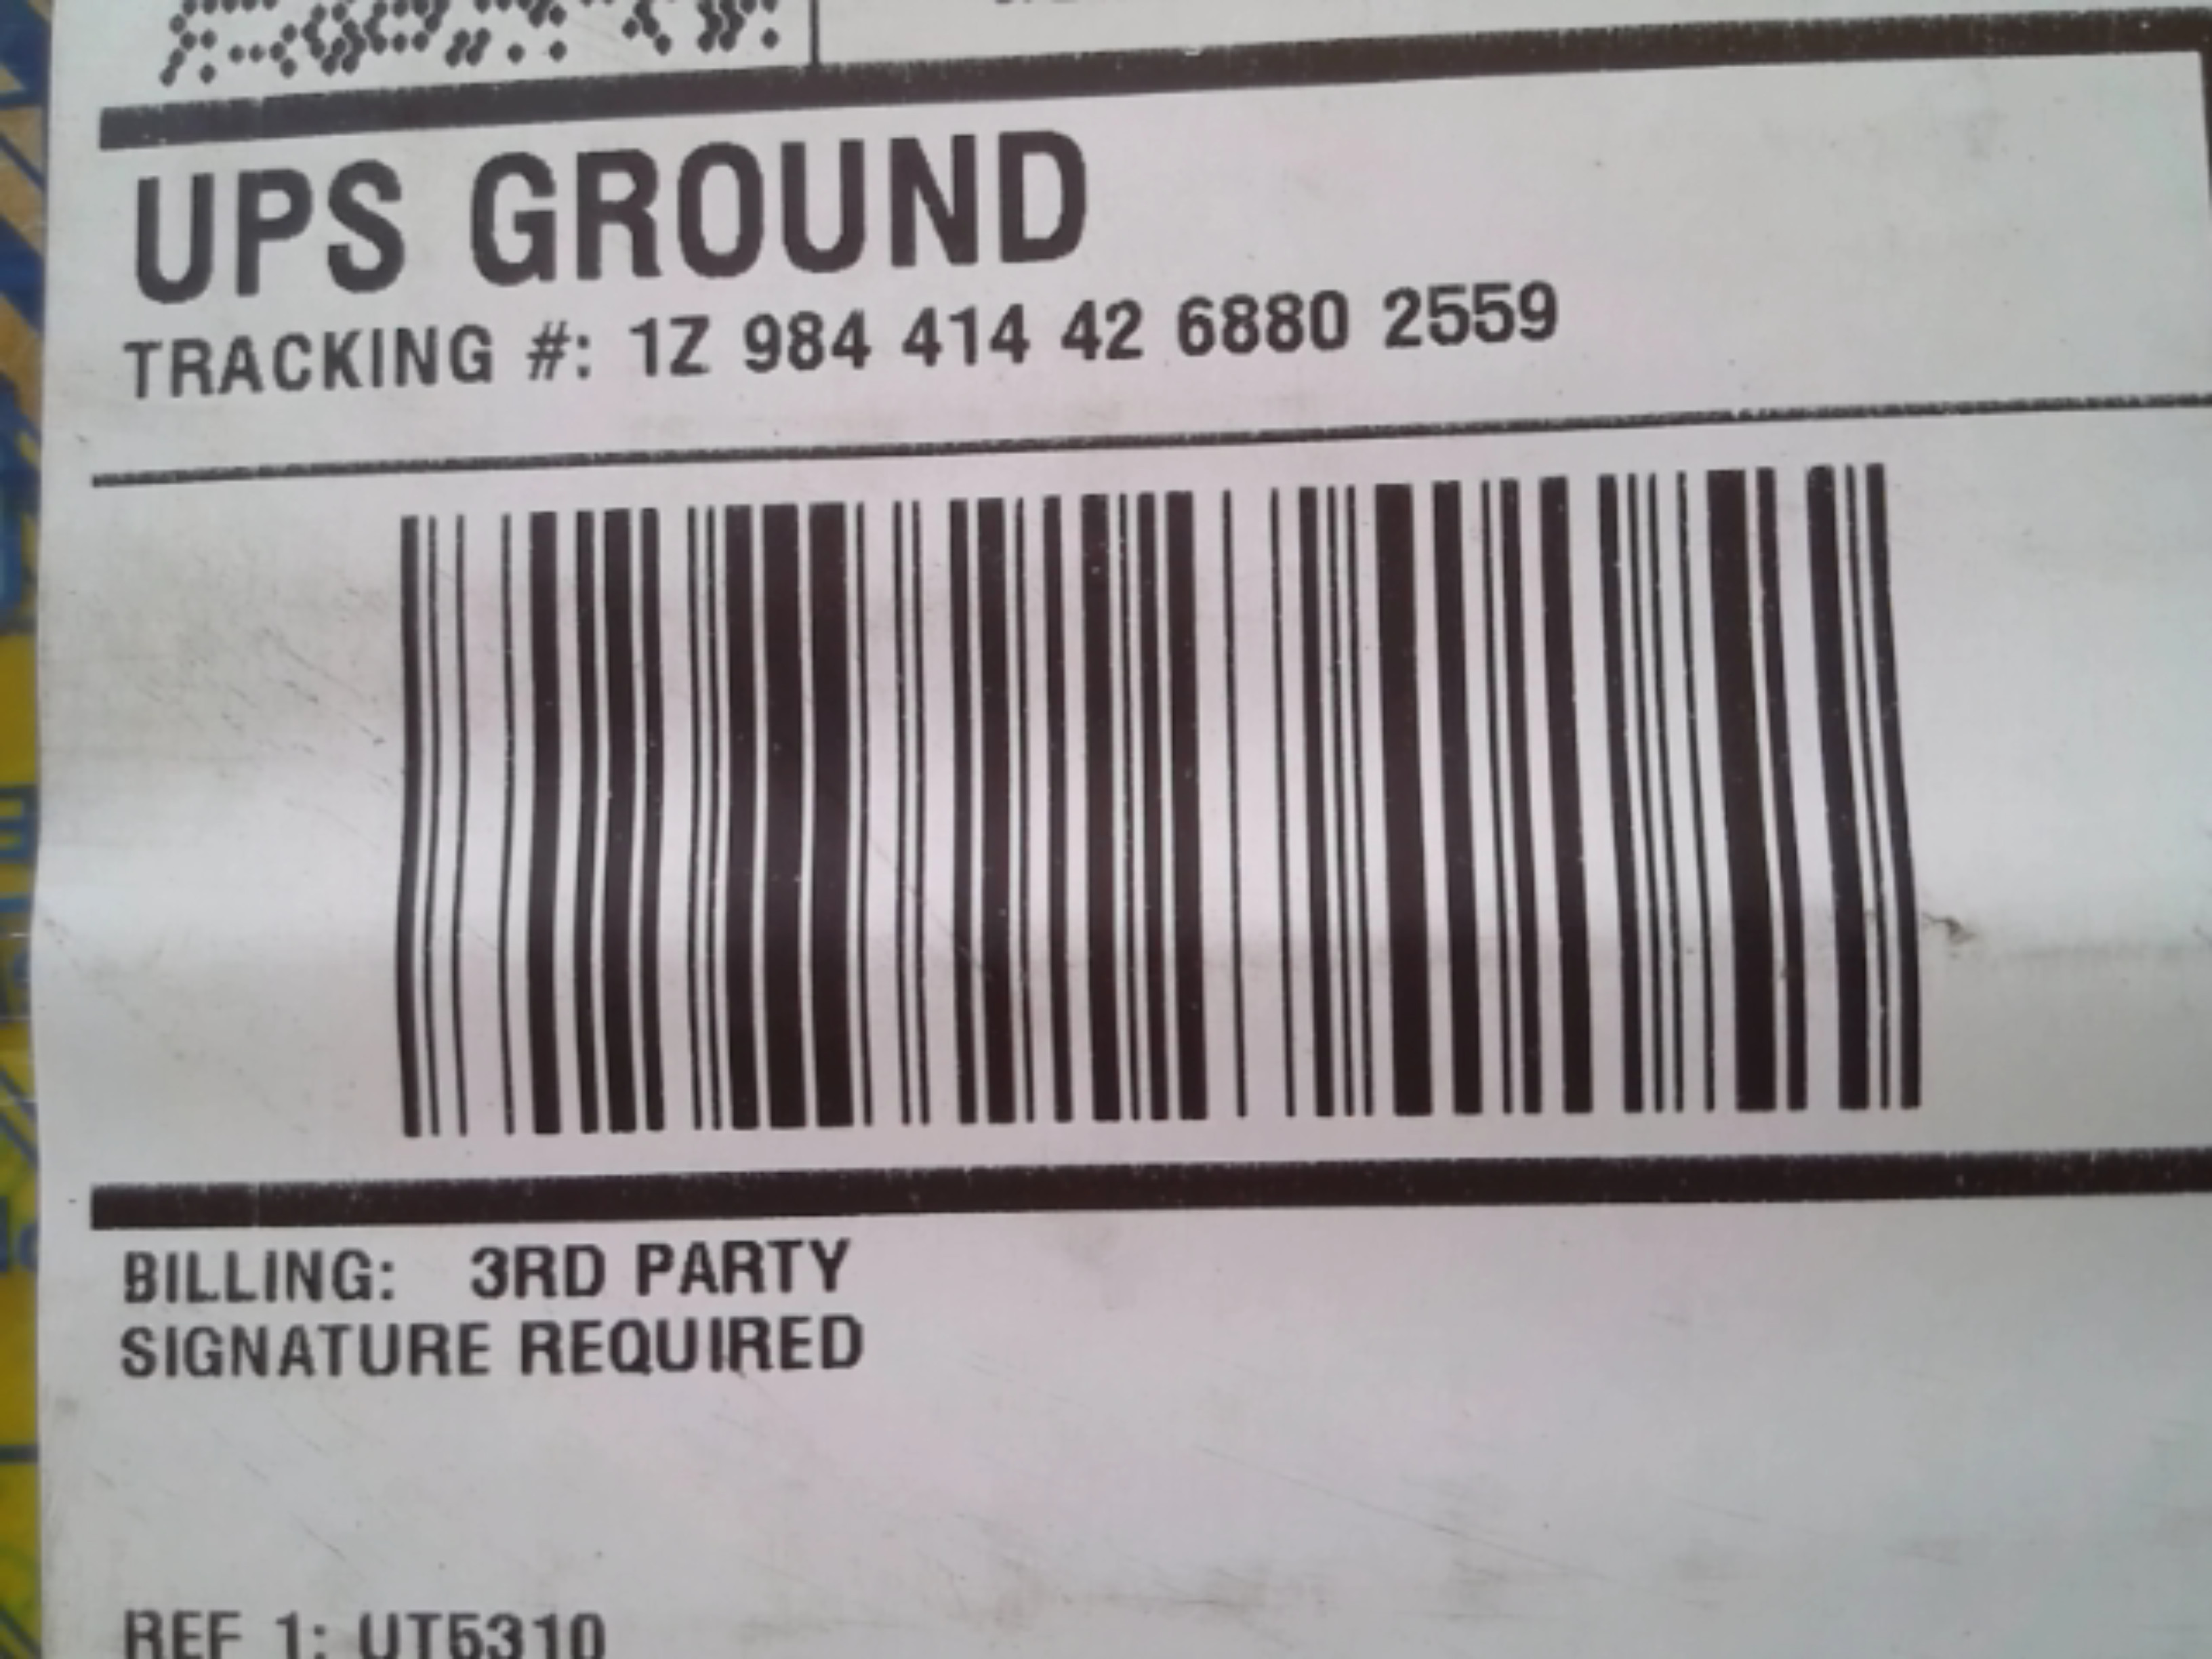 UPS GROUND
TRACKING #: 1Z 984 414 42 6880 2559
BILLING: 3RD PARTY
SIGNATURE REQUIRED
REF 1: UT5310